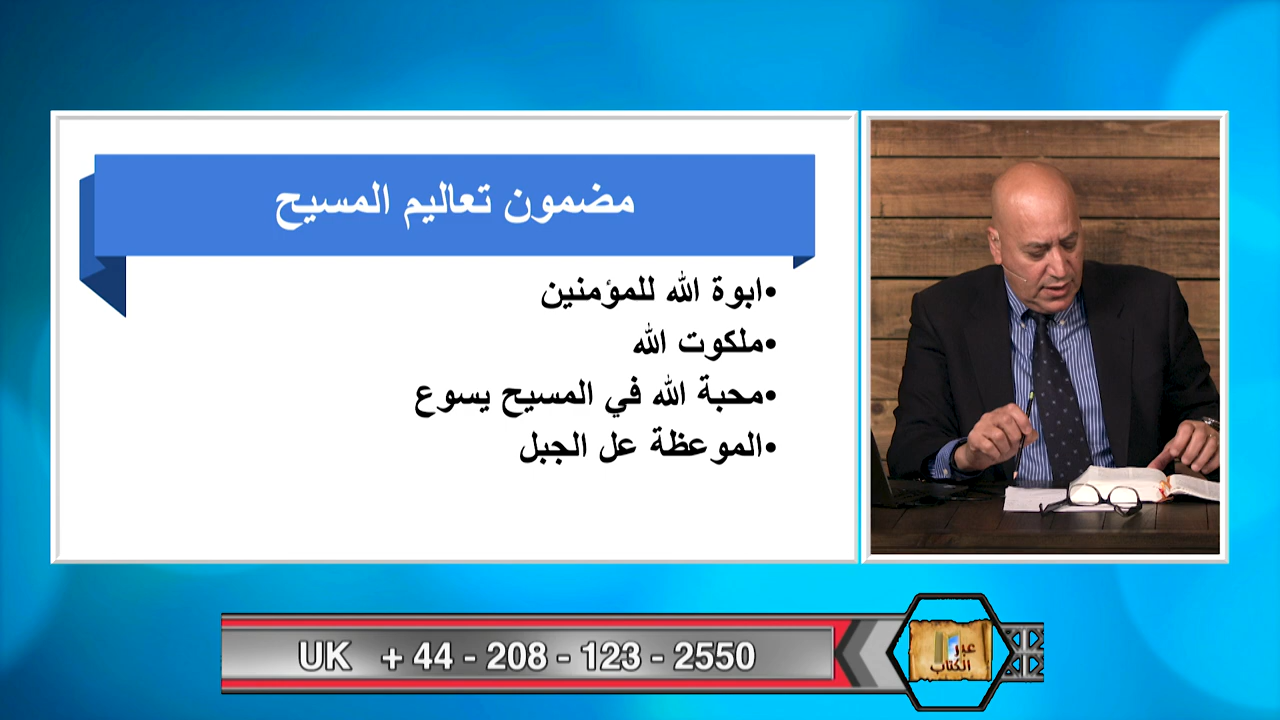 مضمون تعاليم المسيح
•ابوة الله للمؤمنين
•ملكوت الله
•محبة الله في المسيح يسوع
•الموعظة عل الجبل
UK + 44 - 208 - 123 - 2550
عبر
الكتاب